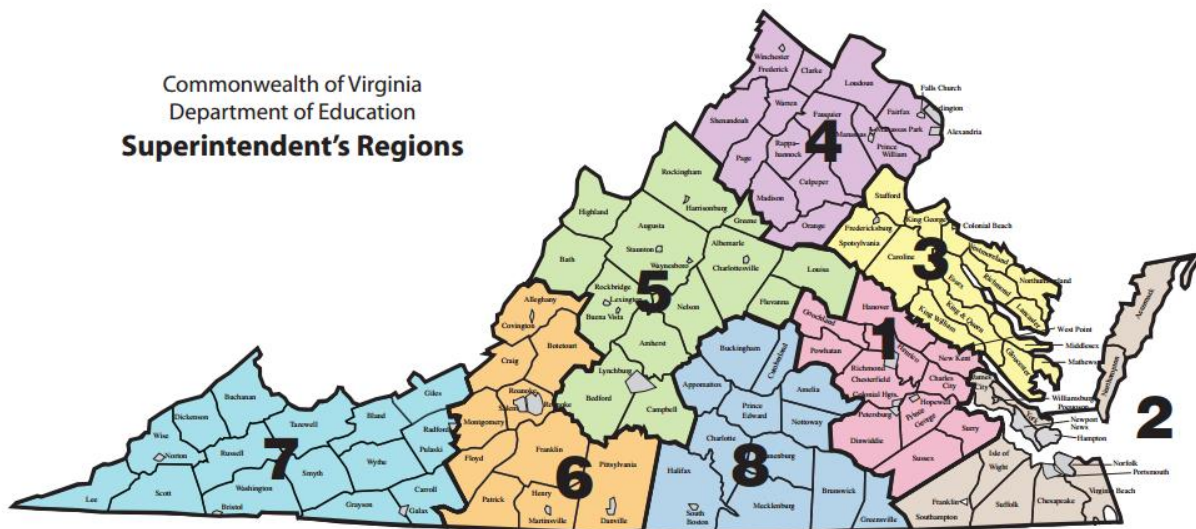 Commonwealth of Virginia
Department of Education
Superintendent's Regions
Winchester
Frederick
Clarke
Loudoun
Falls Church
Warren
Fauquier
Fairfax
Shenandoah
Manassas
Manassas Park
Alexandria
Page
Rappa-
hannock
4
Prince
William
Culpeper
Madison
Orange
Rockingham
Harrisonburg
Greene
Highland
Augusta
Staunton
Albemarle
Waynesboro
Charlottesville
Bath
Louisa
Rockbridge
Lexington
5
Buena Vista
Nelson
Fluvanna
Amherst
Lynchburg
Bedford
Campbell
Stafford
King George
Colonial Beach
Fredericksburg
Spotsylvania
Westmoreland
Caroline
3
Essex
Richmond
Northumberland
Lancaster
King & Queen
King William
West Point
Middlesex
Mathews
Gloucester
Accomack
Northampton
Hanover
Goochland
1
Henrico
Powhatan
New Kent
Richmond
Chesterfield
Charles
City
James
City
Colonial Hgts.
Hopewell
Williamsburg
Poquoson
Petersburg
Prince
George
York
Newport
News
2
Surry
Hampton
Dinwiddie
Sussex
Isle of
Wight
Norfolk
Portsmouth
Franklin
Southampton
Suffolk
Chesapeake
Virginia Beach
Alleghany
Covington
Botetourt
Craig
Roanoke
Salem
Montgomery
Floyd
Franklin
Pittsylvania
6
Patrick
Henry
Martinsville
Danville
Buckingham
Cumberland
Appomattox
Amelia
Prince
Edward
Nottoway
Charlotte
8
Halifax
South
Boston
Mecklenburg
Brunswick
Greensville
Buchanan
Giles
Dickenson
Tazewell
Bland
Radford
Wise
Norton
7
Pulaski
Russell
Wythe
Smyth
Washington
Carroll
Lee
Scott
Bristol
Grayson
Galax